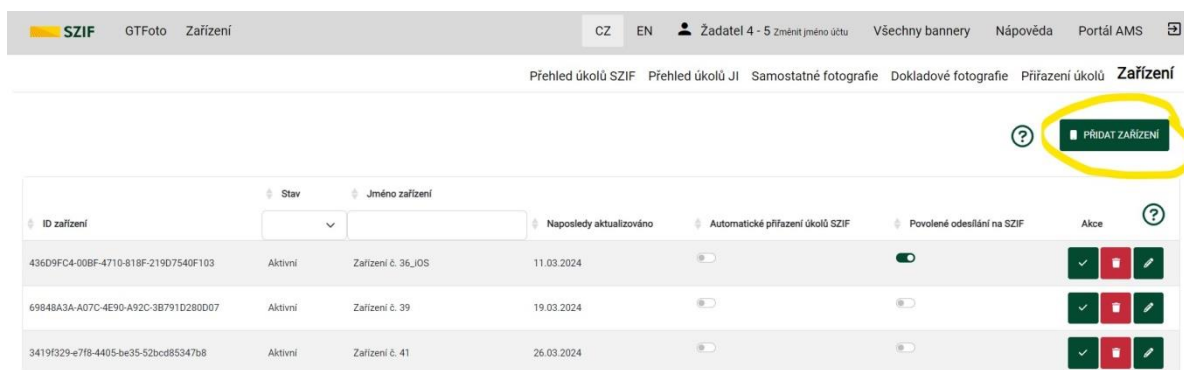 SZIF GTFoto Zařízení CZ EN Žadatel 4 - 5 Změnit jméno účtu Všechny bannery Nápověda Portál AMS
Přehled úkolů SZIF Přehled úkolů JI Samostatné fotografie Dokladové fotografie Přiřazení úkolů Zařízení
? PŘIDAT ZAŘÍZENÍ
Stav Jméno zařízení
ID zařízení Naposledy aktualizováno Automatické přiřazení úkolů SZIF Povolené odesílání na SZIF Akce ?
436D9FC4-00BF-4710-818F-219D7540F103 Aktivní Zařízení č. 36_iOS 11.03.2024
69848A3A-A07C-4E90-A92C-3B791D280D07 Aktivní Zařízení č. 39 19.03.2024
3419f329-e7f8-4405-be35-52bcd85347b8 Aktivní Zařízení č. 41 26.03.2024